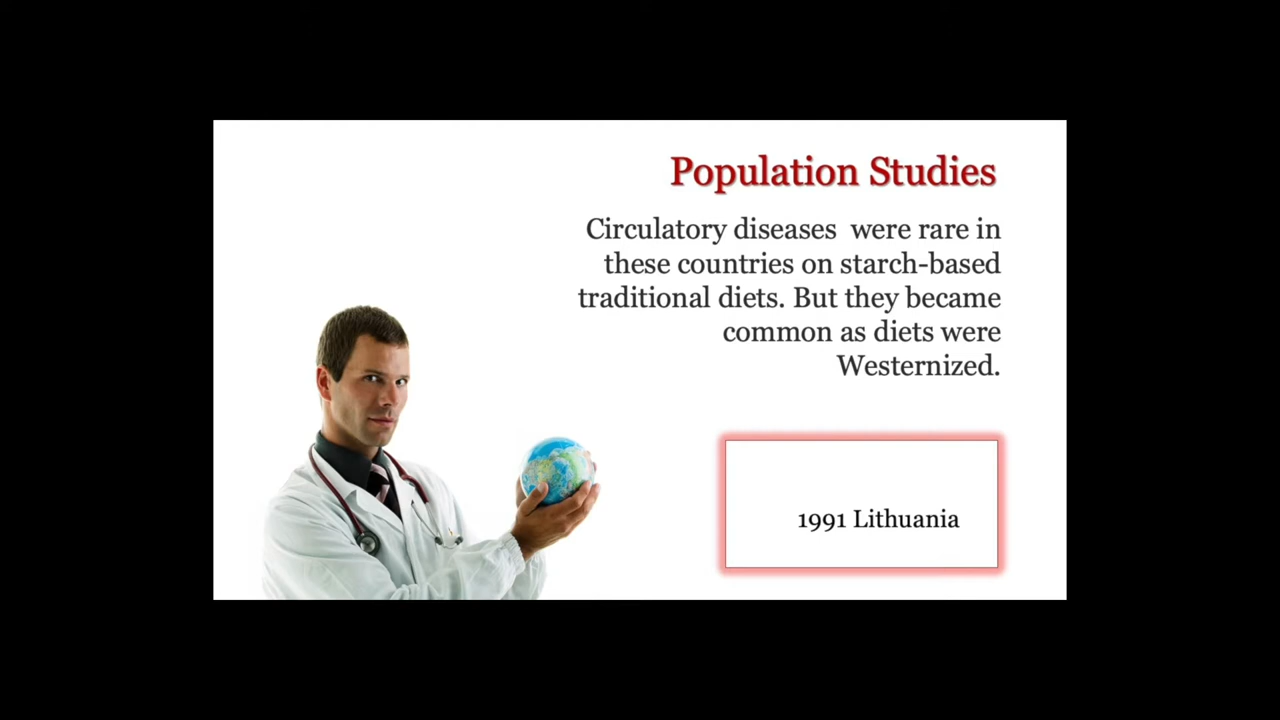 Population Studies
Circulatory diseases  were rare in
these countries on starch-based
traditional diets. But they became
common as diets were
Westernized.
1991 Lithuania